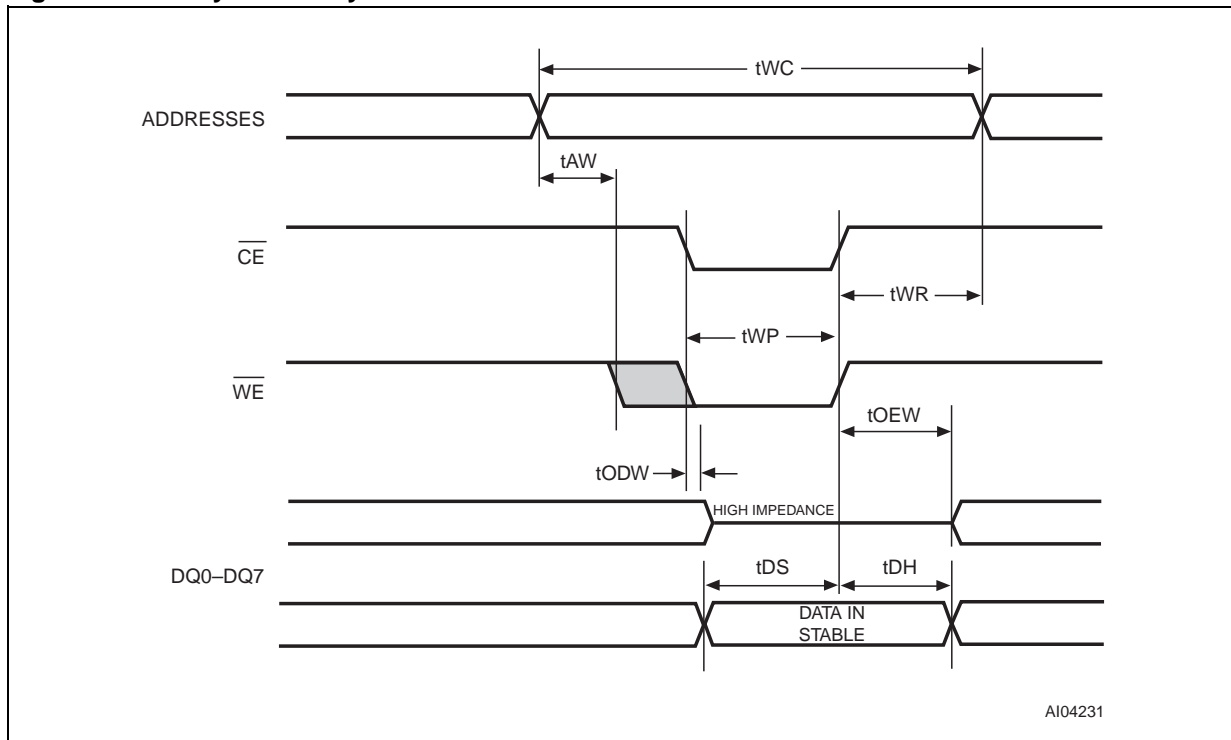 tWC
ADDRESSES
tAW
CE
tWR
tWP
WE
tOEW
tODW
HIGH IMPEDANCE
DQ0–DQ7
tDS
tDH
DATA IN
STABLE
AI04231